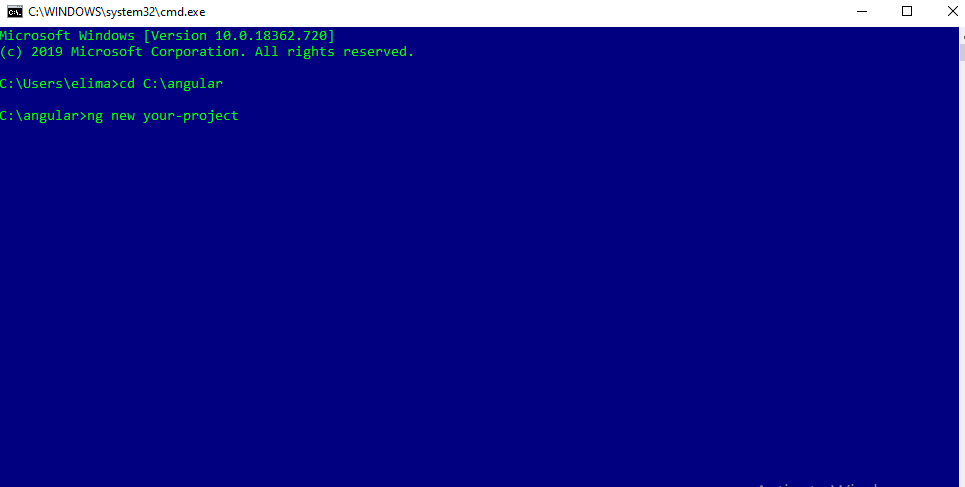 C:\WINDOWS\system32\cmd.exe
Microsoft Windows [Version 10.0.18362.720]
(c) 2019 Microsoft Corporation. All rights reserved.
C:\Users\elima>cd C:\angular
C:\angular>ng new your-project